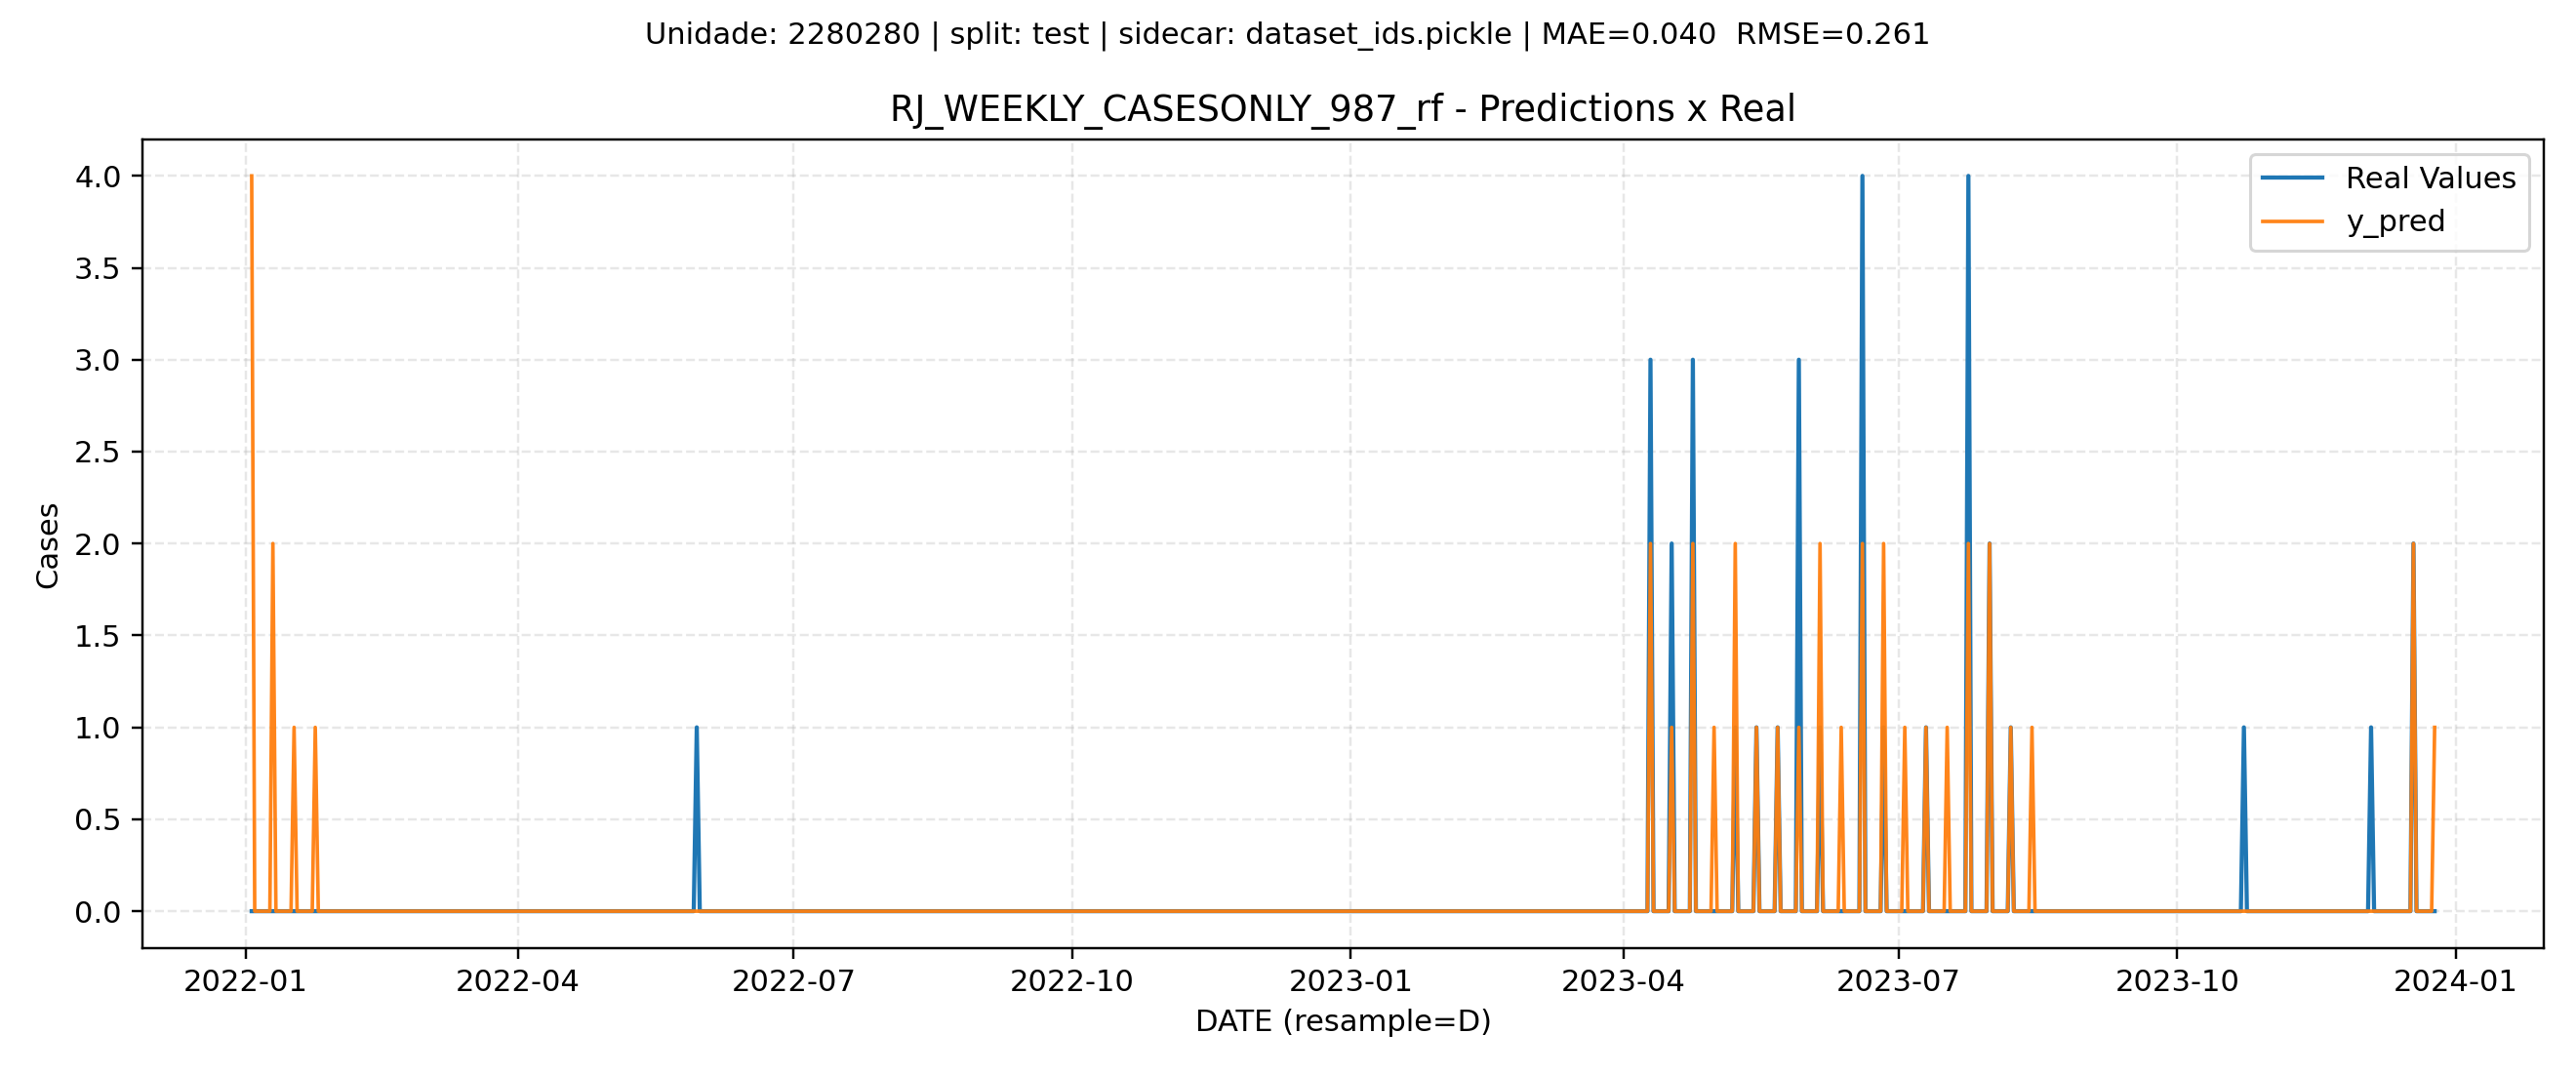 Unidade: 2280280 | split: test | sidecar: dataset_ids.pickle | MAE=0.040  RMSE=0.261
RJ_WEEKLY_CASESONLY_987_rf - Predictions x Real
Real Values
y_pred
4.0
3.5
3.0
2.5
2.0
1.5
1.0
0.5
0.0
Cases
2022-01 2022-04 2022-07 2022-10 2023-01 2023-04 2023-07 2023-10 2024-01
DATE (resample=D)